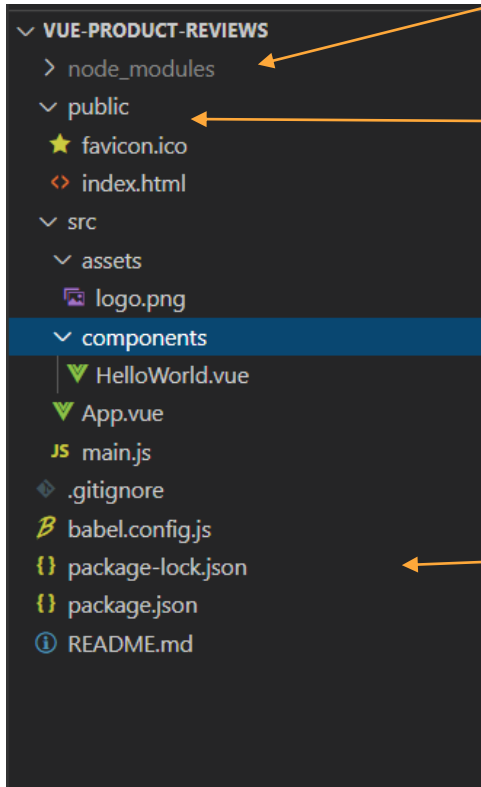 VUE-PRODUCT-REVIEWS
node_modules
public
favicon.ico
index.html
src
assets
logo.png
components
HelloWorld.vue
App.vue
JS main.js
.gitignore
babel.config.js
{} package-lock.json
{} package.json
README.md